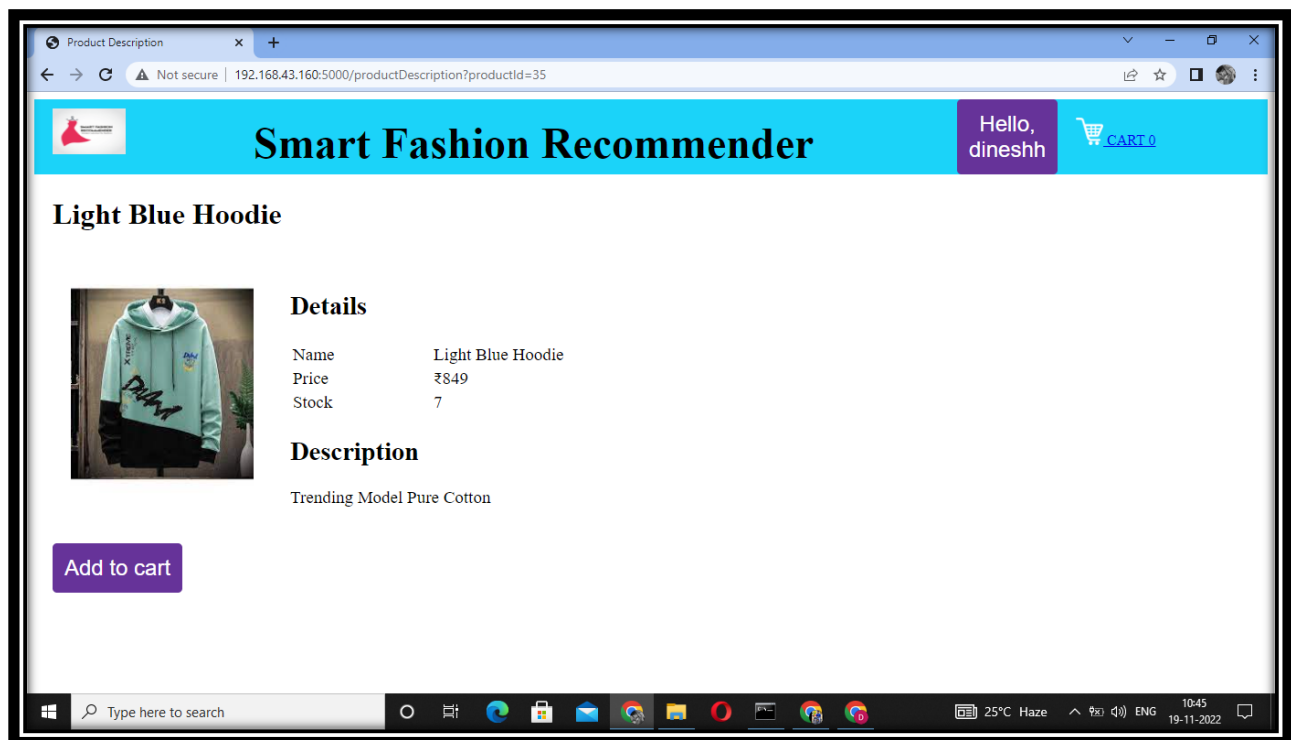 Product Description
Not secure 192.168.43.160:5000/productDescription?productId=35
Smart Fashion Recommender
Hello,
dineshh
CART 0
Light Blue Hoodie
XTREME
Details
Name Light Blue Hoodie
Price ₹849
Stock 7
Description
Trending Model Pure Cotton
Add to cart
Type here to search
25°C Haze
ENG
10:45
19-11-2022